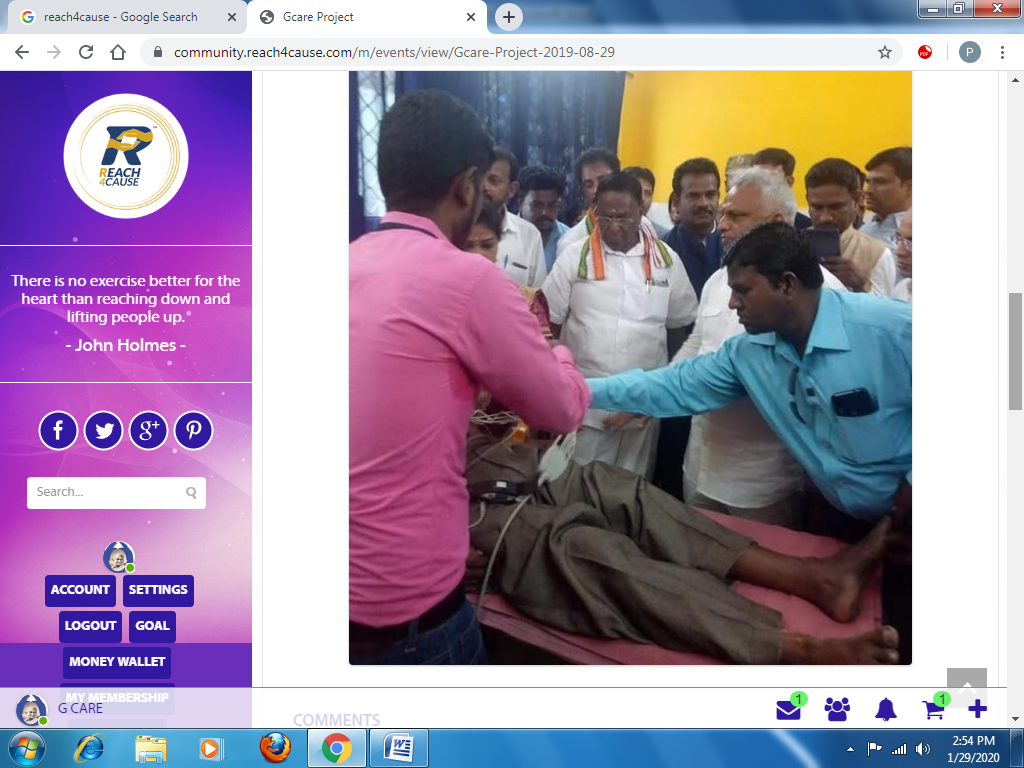 reach4cause - Google Search
Gcare Project
community.reach4cause.com/m/events/view/Gcare-Project-2019-08-29
P
REACH
4CAUSE
There is no exercise better for the
heart than reaching down and
lifting people up.
- John Holmes -
Search...
ACCOUNT SETTINGS
LOGOUT GOAL
MONEY WALLET
MY MEMBERSHIP
G CARE
COMMENTS
1
1
2:54 PM
1/29/2020